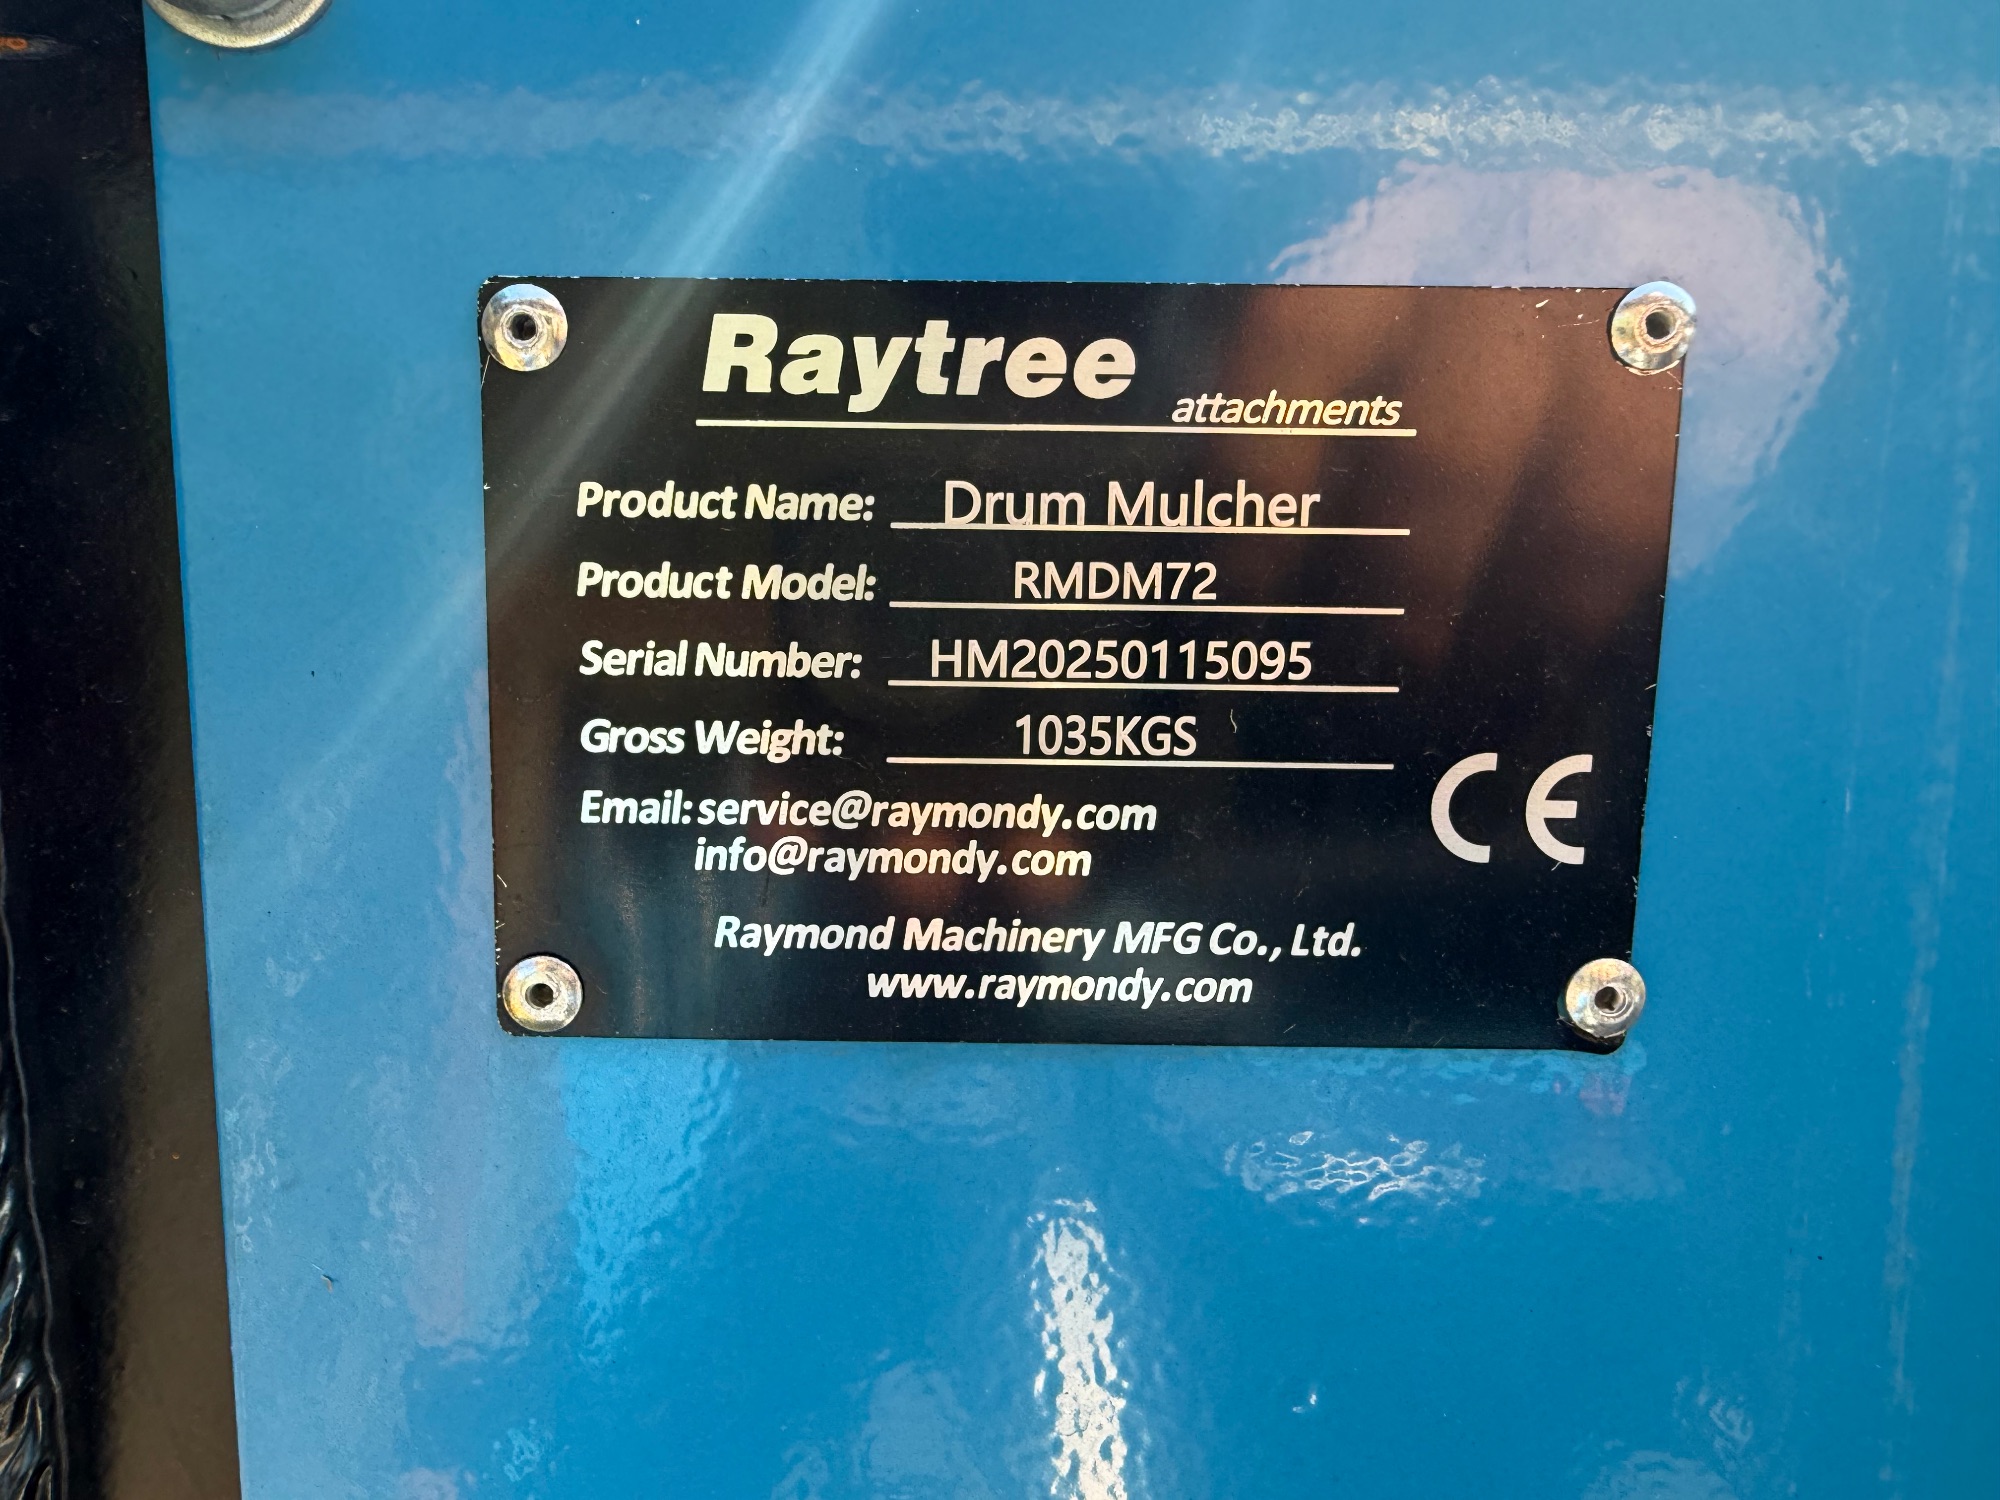 Raytree
attachments
Product Name: Drum Mulcher
Product Model: RMDM72
Serial Number: HM20250115095
Gross Weight: 1035KGS
Email: service@raymondy.com
info@raymondy.com
CE
Raymond Machinery MFG Co., Ltd.
www.raymondy.com